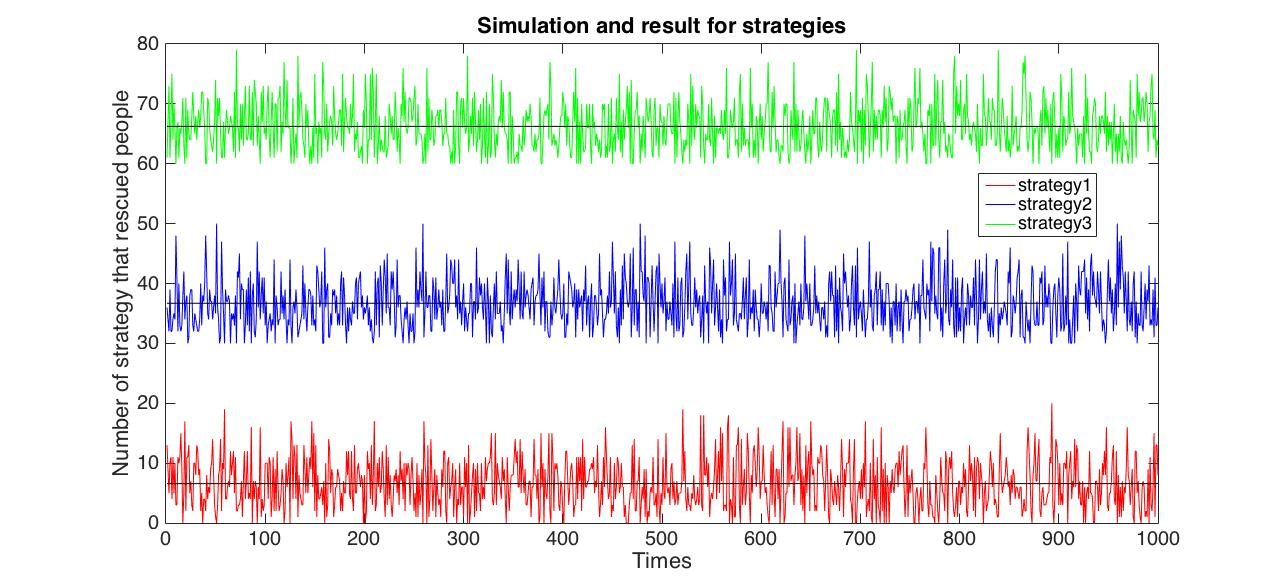 Simulation and result for strategies
Number of strategy that rescued people
80
70
60
50
40
30
20
10
0
strategy1
strategy2
strategy3
0 100 200 300 400 500 600 700 800 900 1000
Times